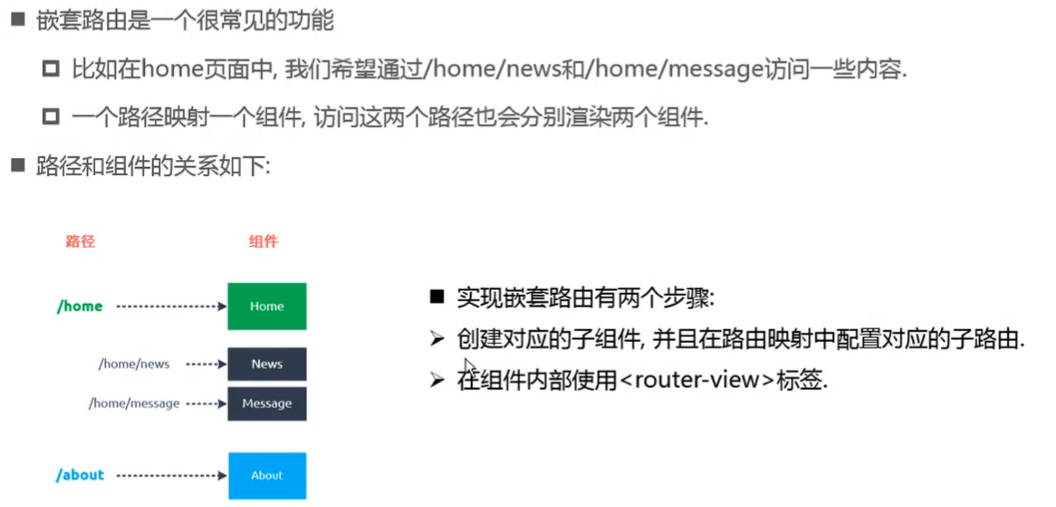 嵌套路由是一个很常见的功能
比如在home页面中, 我们希望通过/home/news和/home/message访问一些内容.
一个路径映射一个组件, 访问这两个路径也会分别渲染两个组件.
路径和组件的关系如下:
路径 组件
/home Home
/home/news News
/home/message Message
/about About
实现嵌套路由有两个步骤:
创建对应的子组件, 并且在路由映射中配置对应的子路由.
在组件内部使用<router-view>标签.